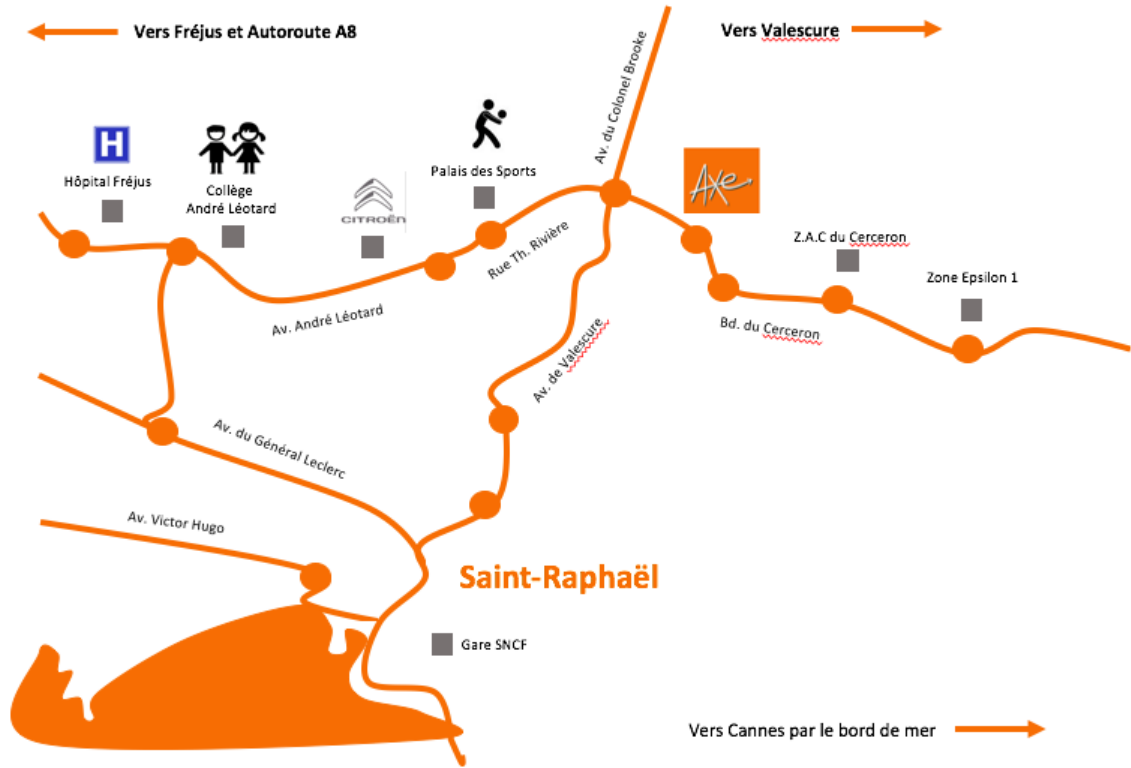 Vers Fréjus et Autoroute A8
Vers Valescure
Av. du Colonel Brooke
H
Hôpital Fréjus
Collège
André Léotard
CITROËN
Palais des Sports
Axe
Rue Th. Rivière
Z.A.C du Cerceron
Zone Epsilon 1
Av. André Léotard
Bd. du Cerceron
Av. de Valescure
Av. du Général Leclerc
Av. Victor Hugo
Saint-Raphaël
Gare SNCF
Vers Cannes par le bord de mer